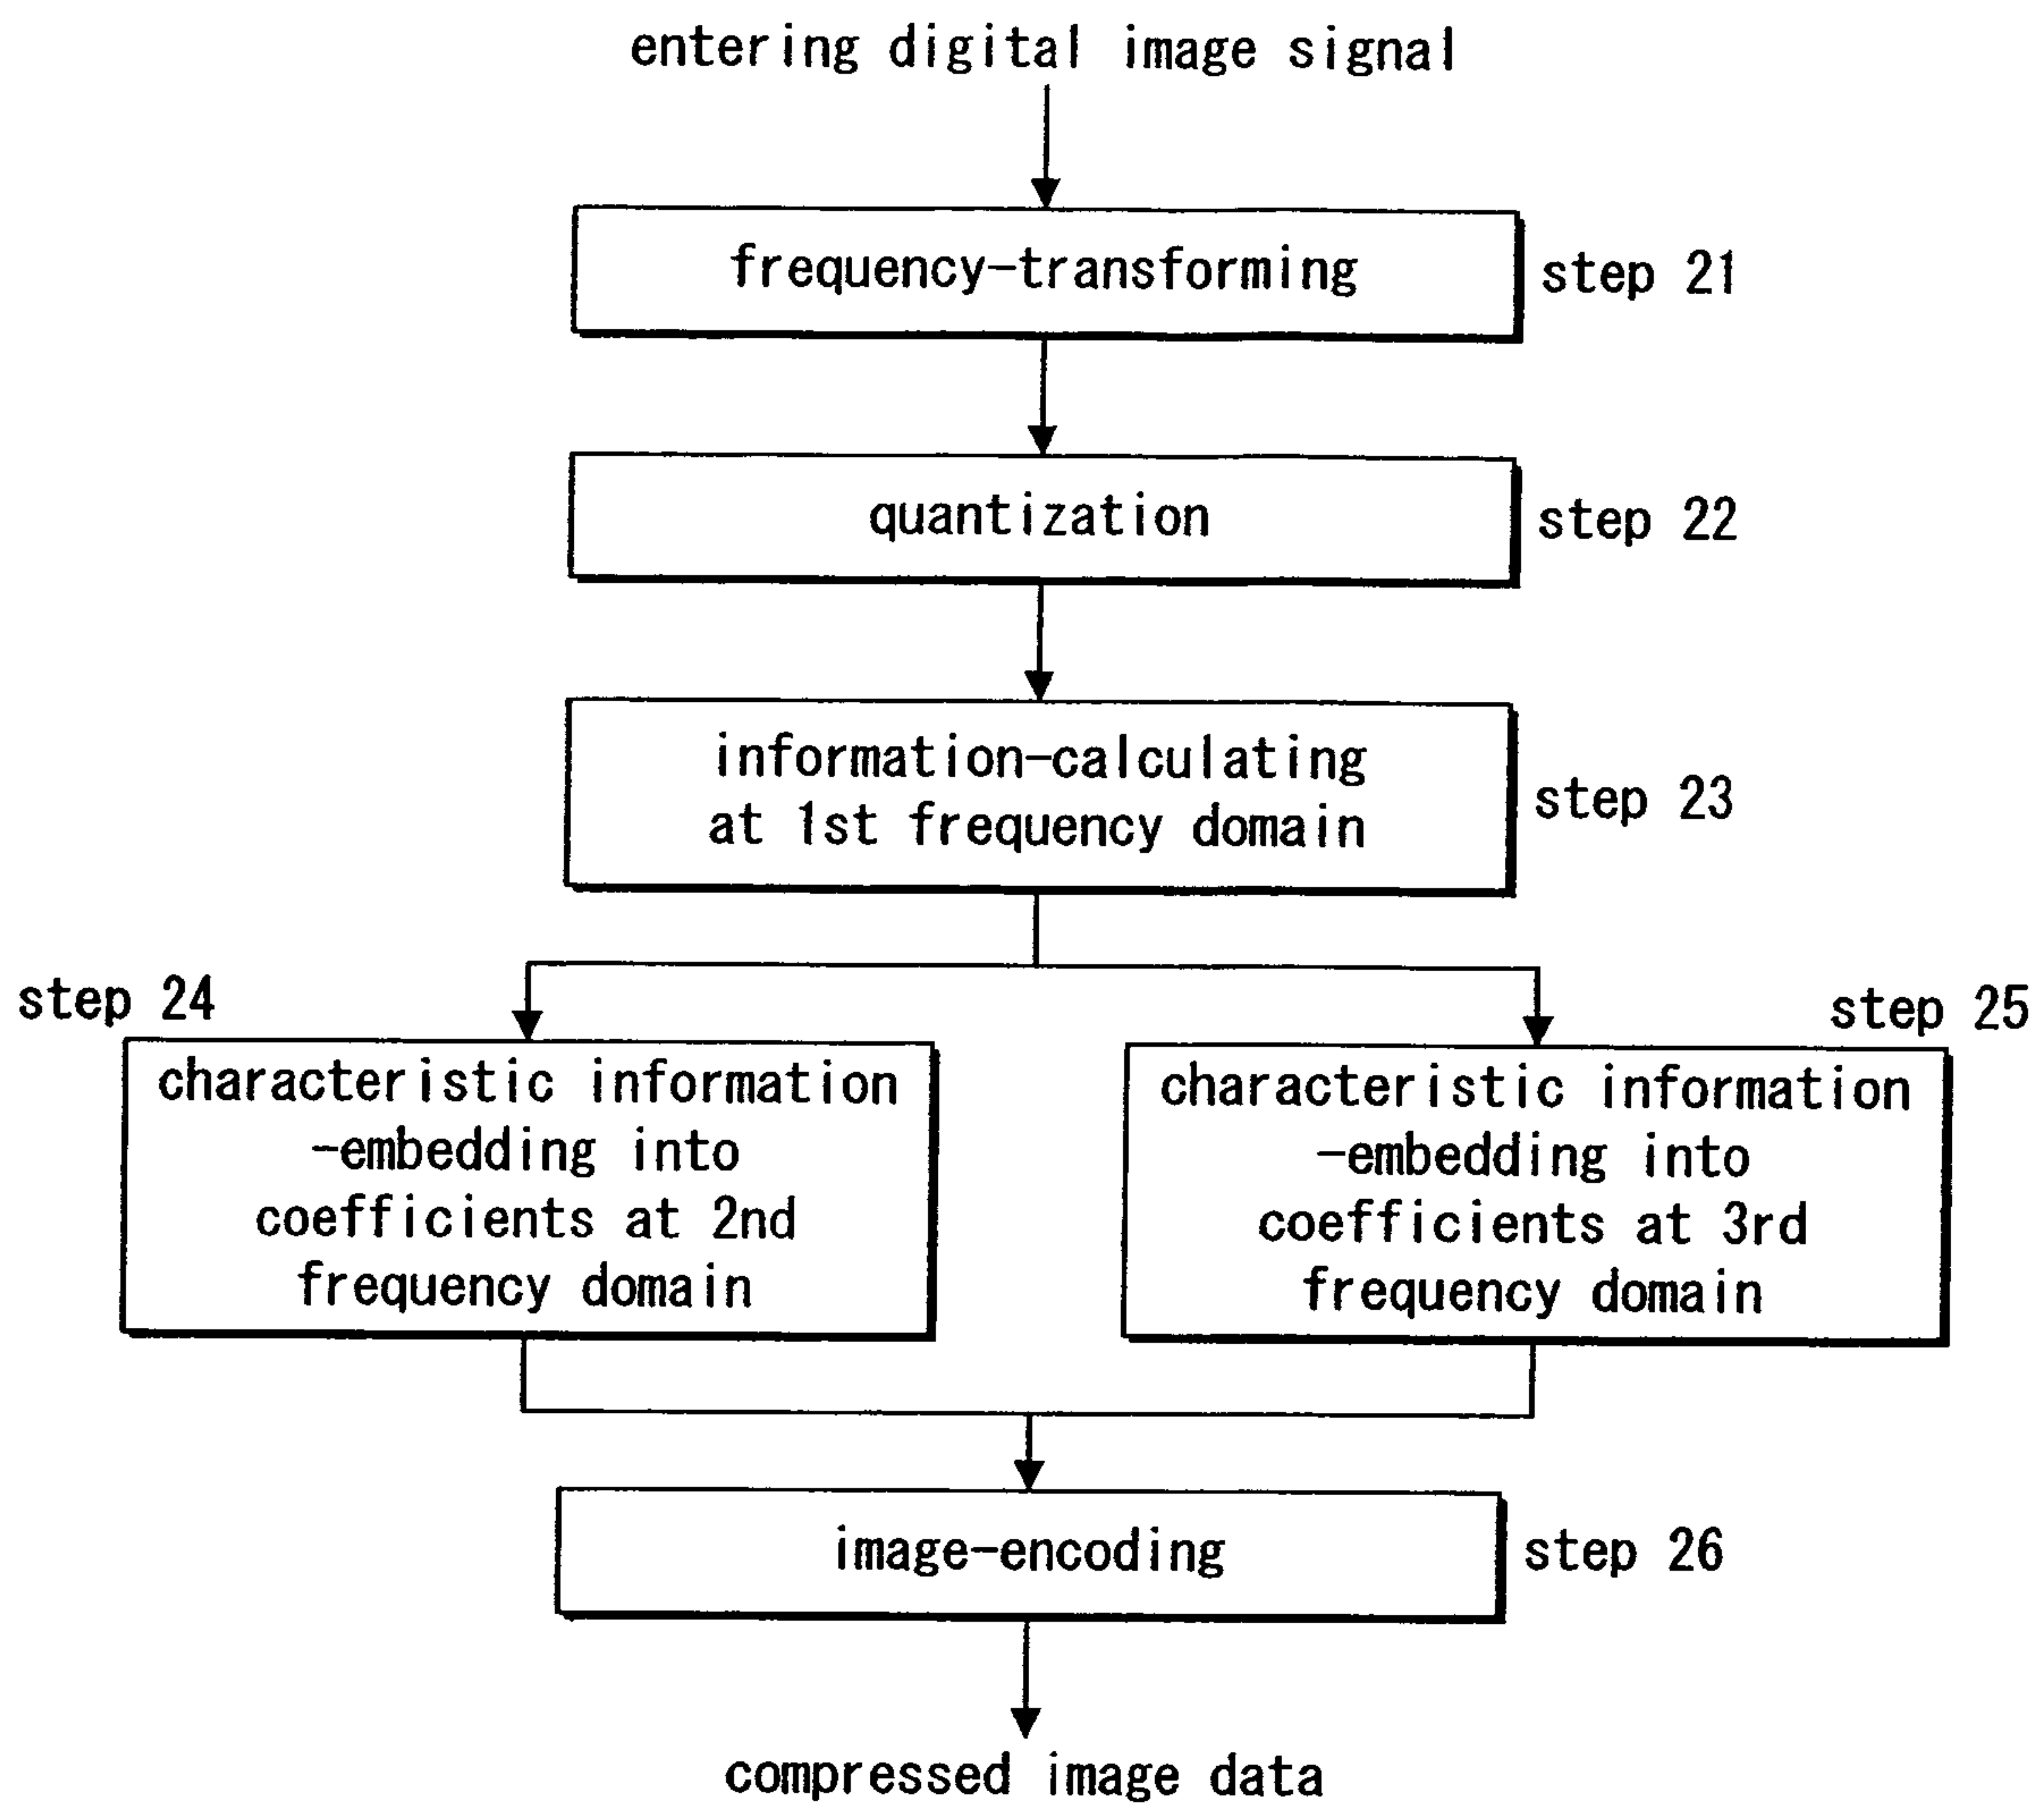 entering digital image signal
frequency-transforming
step 21
quantization
step 22
information-calculating
at 1st frequency domain
step 23
step 24
characteristic information
-embedding into
coefficients at 2nd
frequency domain
step 25
characteristic information
-embedding into
coefficients at 3rd
frequency domain
image-encoding
step 26
compressed image data